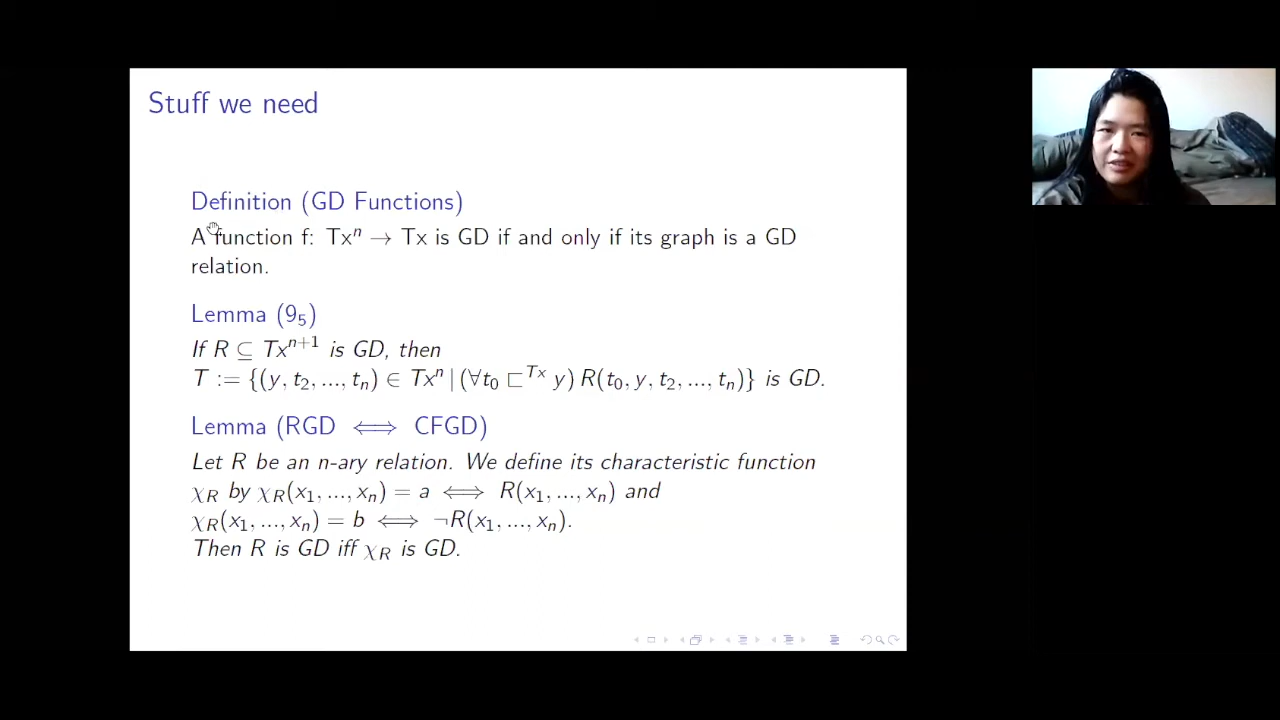 Stuff we need
Definition (GD Functions)
A function f: Txⁿ → Tx is GD if and only if its graph is a GD
relation.
Lemma (9₅)
If R ⊆ Txⁿ⁺¹ is GD, then
T := {(y, t₂, ..., tₙ) ∈ Txⁿ | (∀t₀ ⊏ᵀˣ y) R(t₀, y, t₂, ..., tₙ)} is GD.
Lemma (RGD ⟺ CFGD)
Let R be an n-ary relation. We define its characteristic function
χ_R by χ_R(x₁, ..., xₙ) = a ⟺ R(x₁, ..., xₙ) and
χ_R(x₁, ..., xₙ) = b ⟺ ¬R(x₁, ..., xₙ).
Then R is GD iff χ_R is GD.